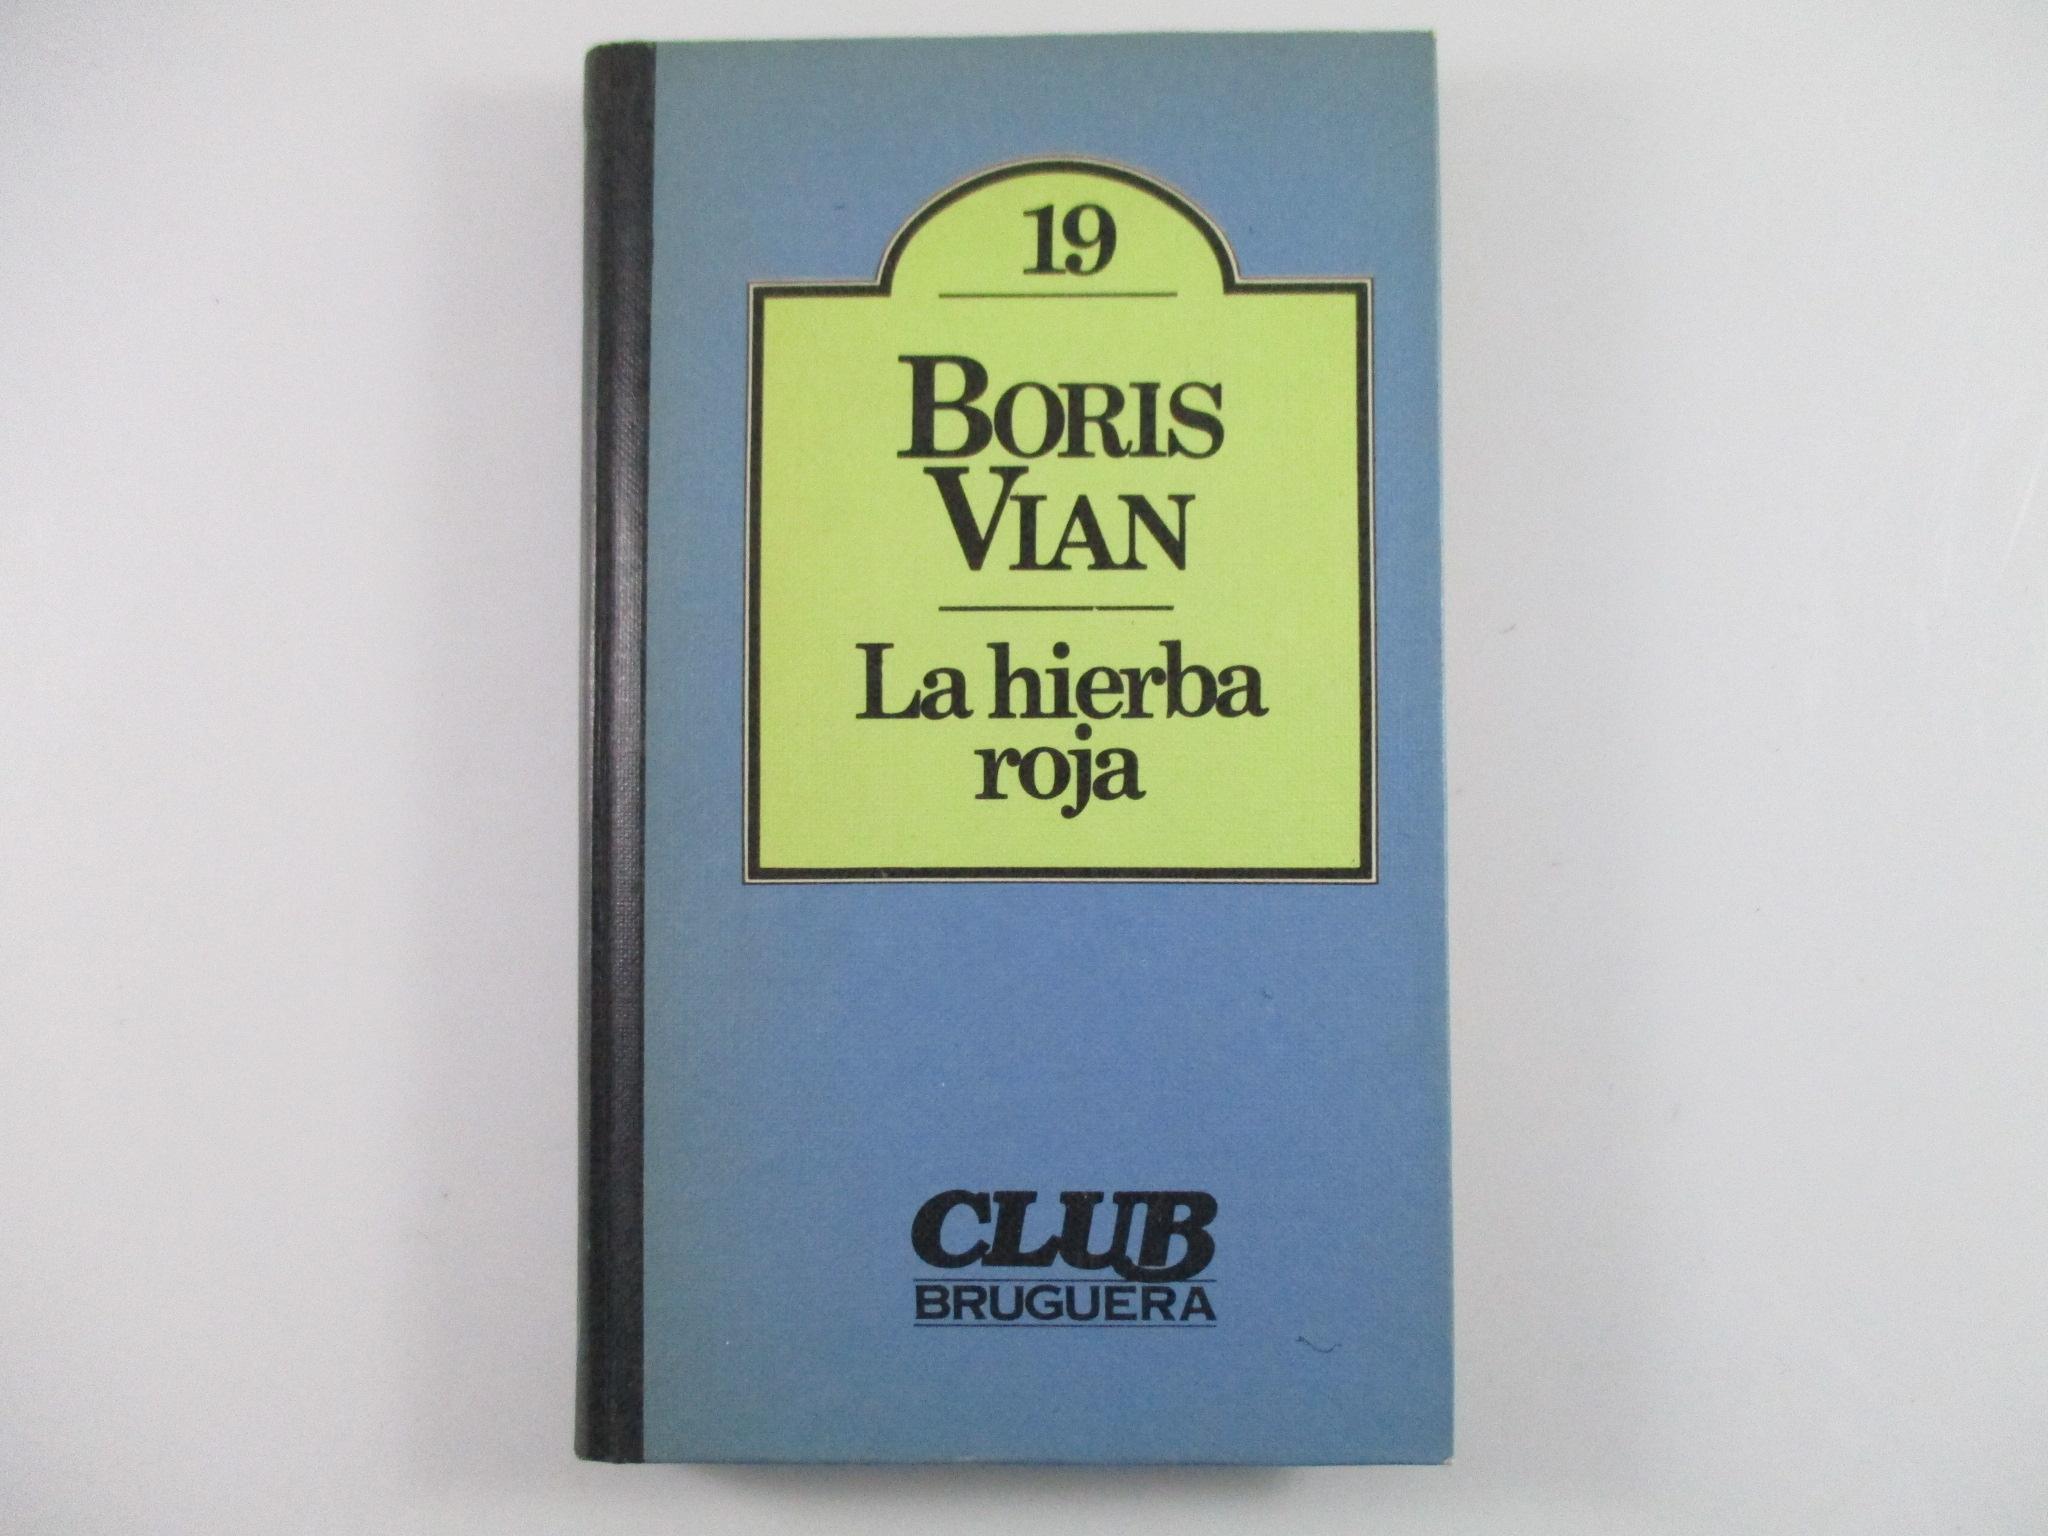 19
BORIS
VIAN
La hierba
roja
CLUB
BRUGUERA